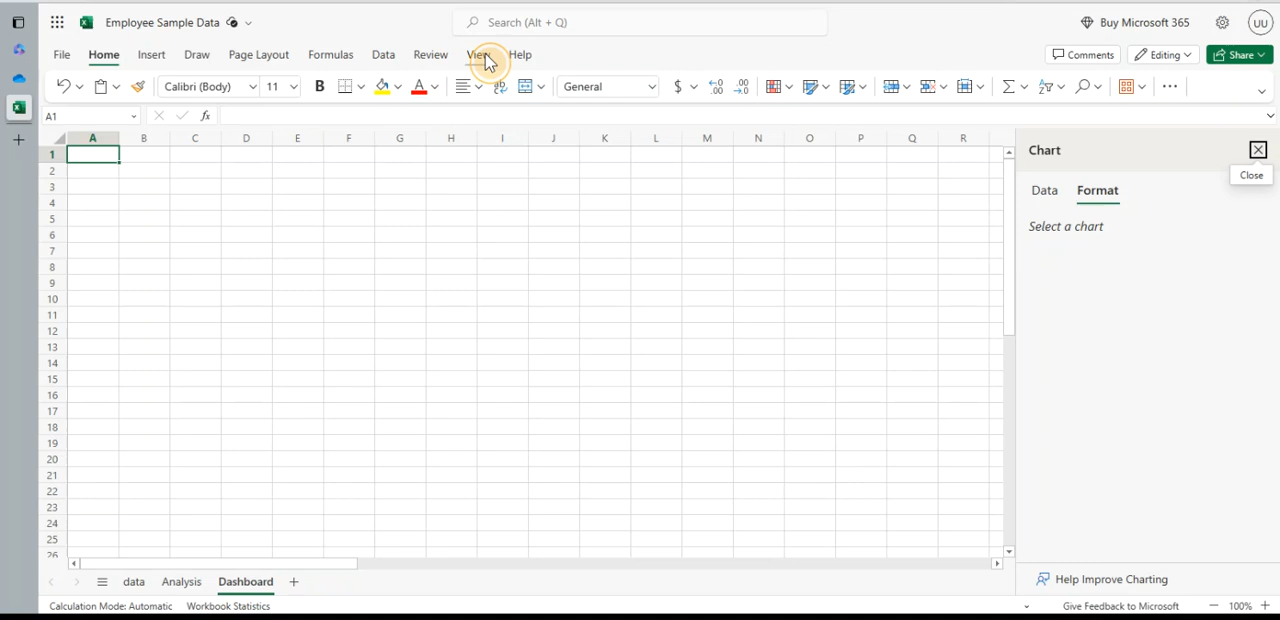 Employee Sample Data
Search (Alt + Q)
Buy Microsoft 365
UU
File Home Insert Draw Page Layout Formulas Data Review View Help
Comments Editing Share
Calibri (Body) 11 B A ab General $ .00 .00
A1 fx
A B C D E F G H I J K L M N O P Q R
1
2
3
4
5
6
7
8
9
10
11
12
13
14
15
16
17
18
19
20
21
22
23
24
25
26
Chart
Close
Data Format
Select a chart
Help Improve Charting
data Analysis Dashboard
Calculation Mode: Automatic Workbook Statistics
Give Feedback to Microsoft 100%